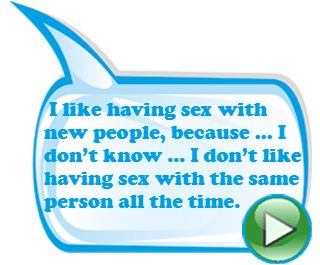 I like having sex with
new people, because ... I
don't know ... I don't like
having sex with the same
person all the time.